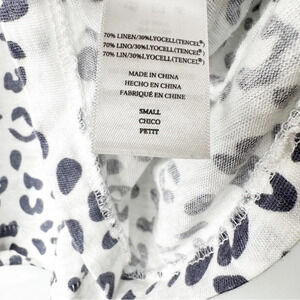 70% LINEN/30%LYOCELL(TENCEL®)
70% LINO/30%LYOCELL(TENCEL®)
70% LIN/30%LYOCELL(TENCEL®)
MADE IN CHINA
HECHO EN CHINA
FABRIQUÉ EN CHINE
SMALL
CHICO
PETIT